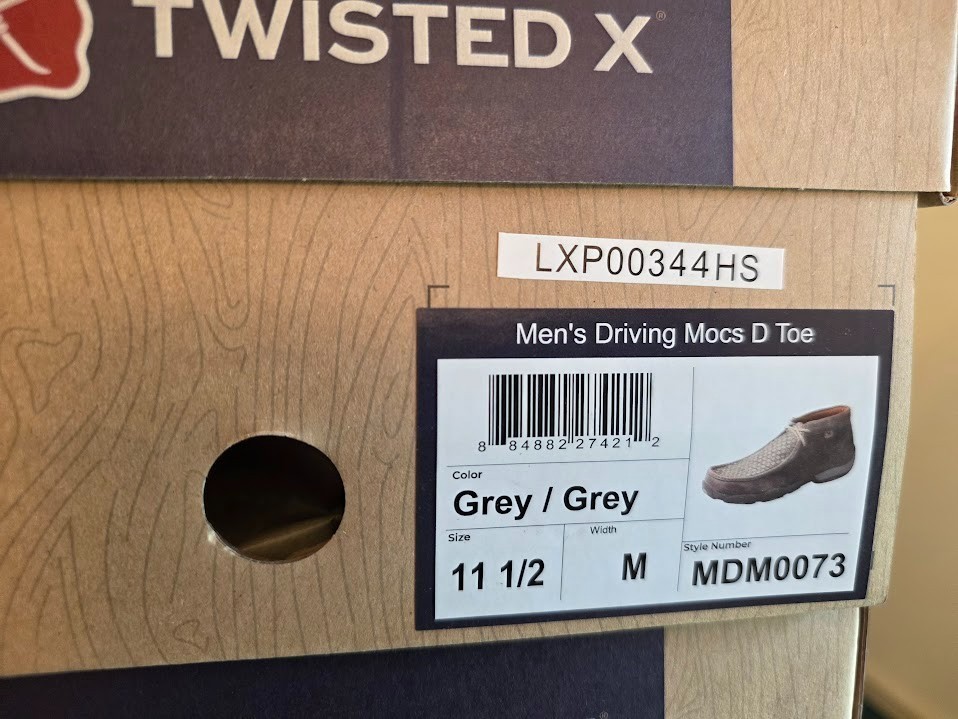 TWISTED X®
LXP00344HS
Men's Driving Mocs D Toe
8 84882 27421 2
Color
Grey / Grey
Size
11 1/2
Width
M
Style Number
MDM0073
®